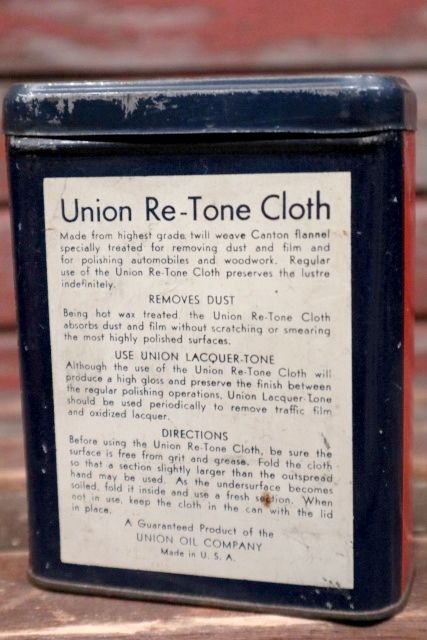 Union Re-Tone Cloth
Made from highest grade twill weave Canton flannel
specially treated for removing dust and film and
for polishing automobiles and woodwork. Regular
use of the Union Re-Tone Cloth preserves the lustre
indefinitely.
REMOVES DUST
Being hot wax treated the Union Re-Tone Cloth
absorbs dust and film without scratching or smearing
the most highly polished surfaces.
USE UNION LACQUER-TONE
Although the use of the Union Re-Tone Cloth will
produce a high gloss and preserve the finish between
the regular polishing operations, Union Lacquer-Tone
should be used periodically to remove traffic film
and oxidized lacquer.
DIRECTIONS
Before using the Union Re-Tone Cloth, be sure the
surface is free from grit and grease. Fold the cloth
so that a section slightly larger than the outspread
hand may be used. As the undersurface becomes
soiled, fold it inside and use a fresh section. When
not in use, keep the cloth in the can with the lid
in place.
A Guaranteed Product of the
UNION OIL COMPANY
Made in U. S. A.